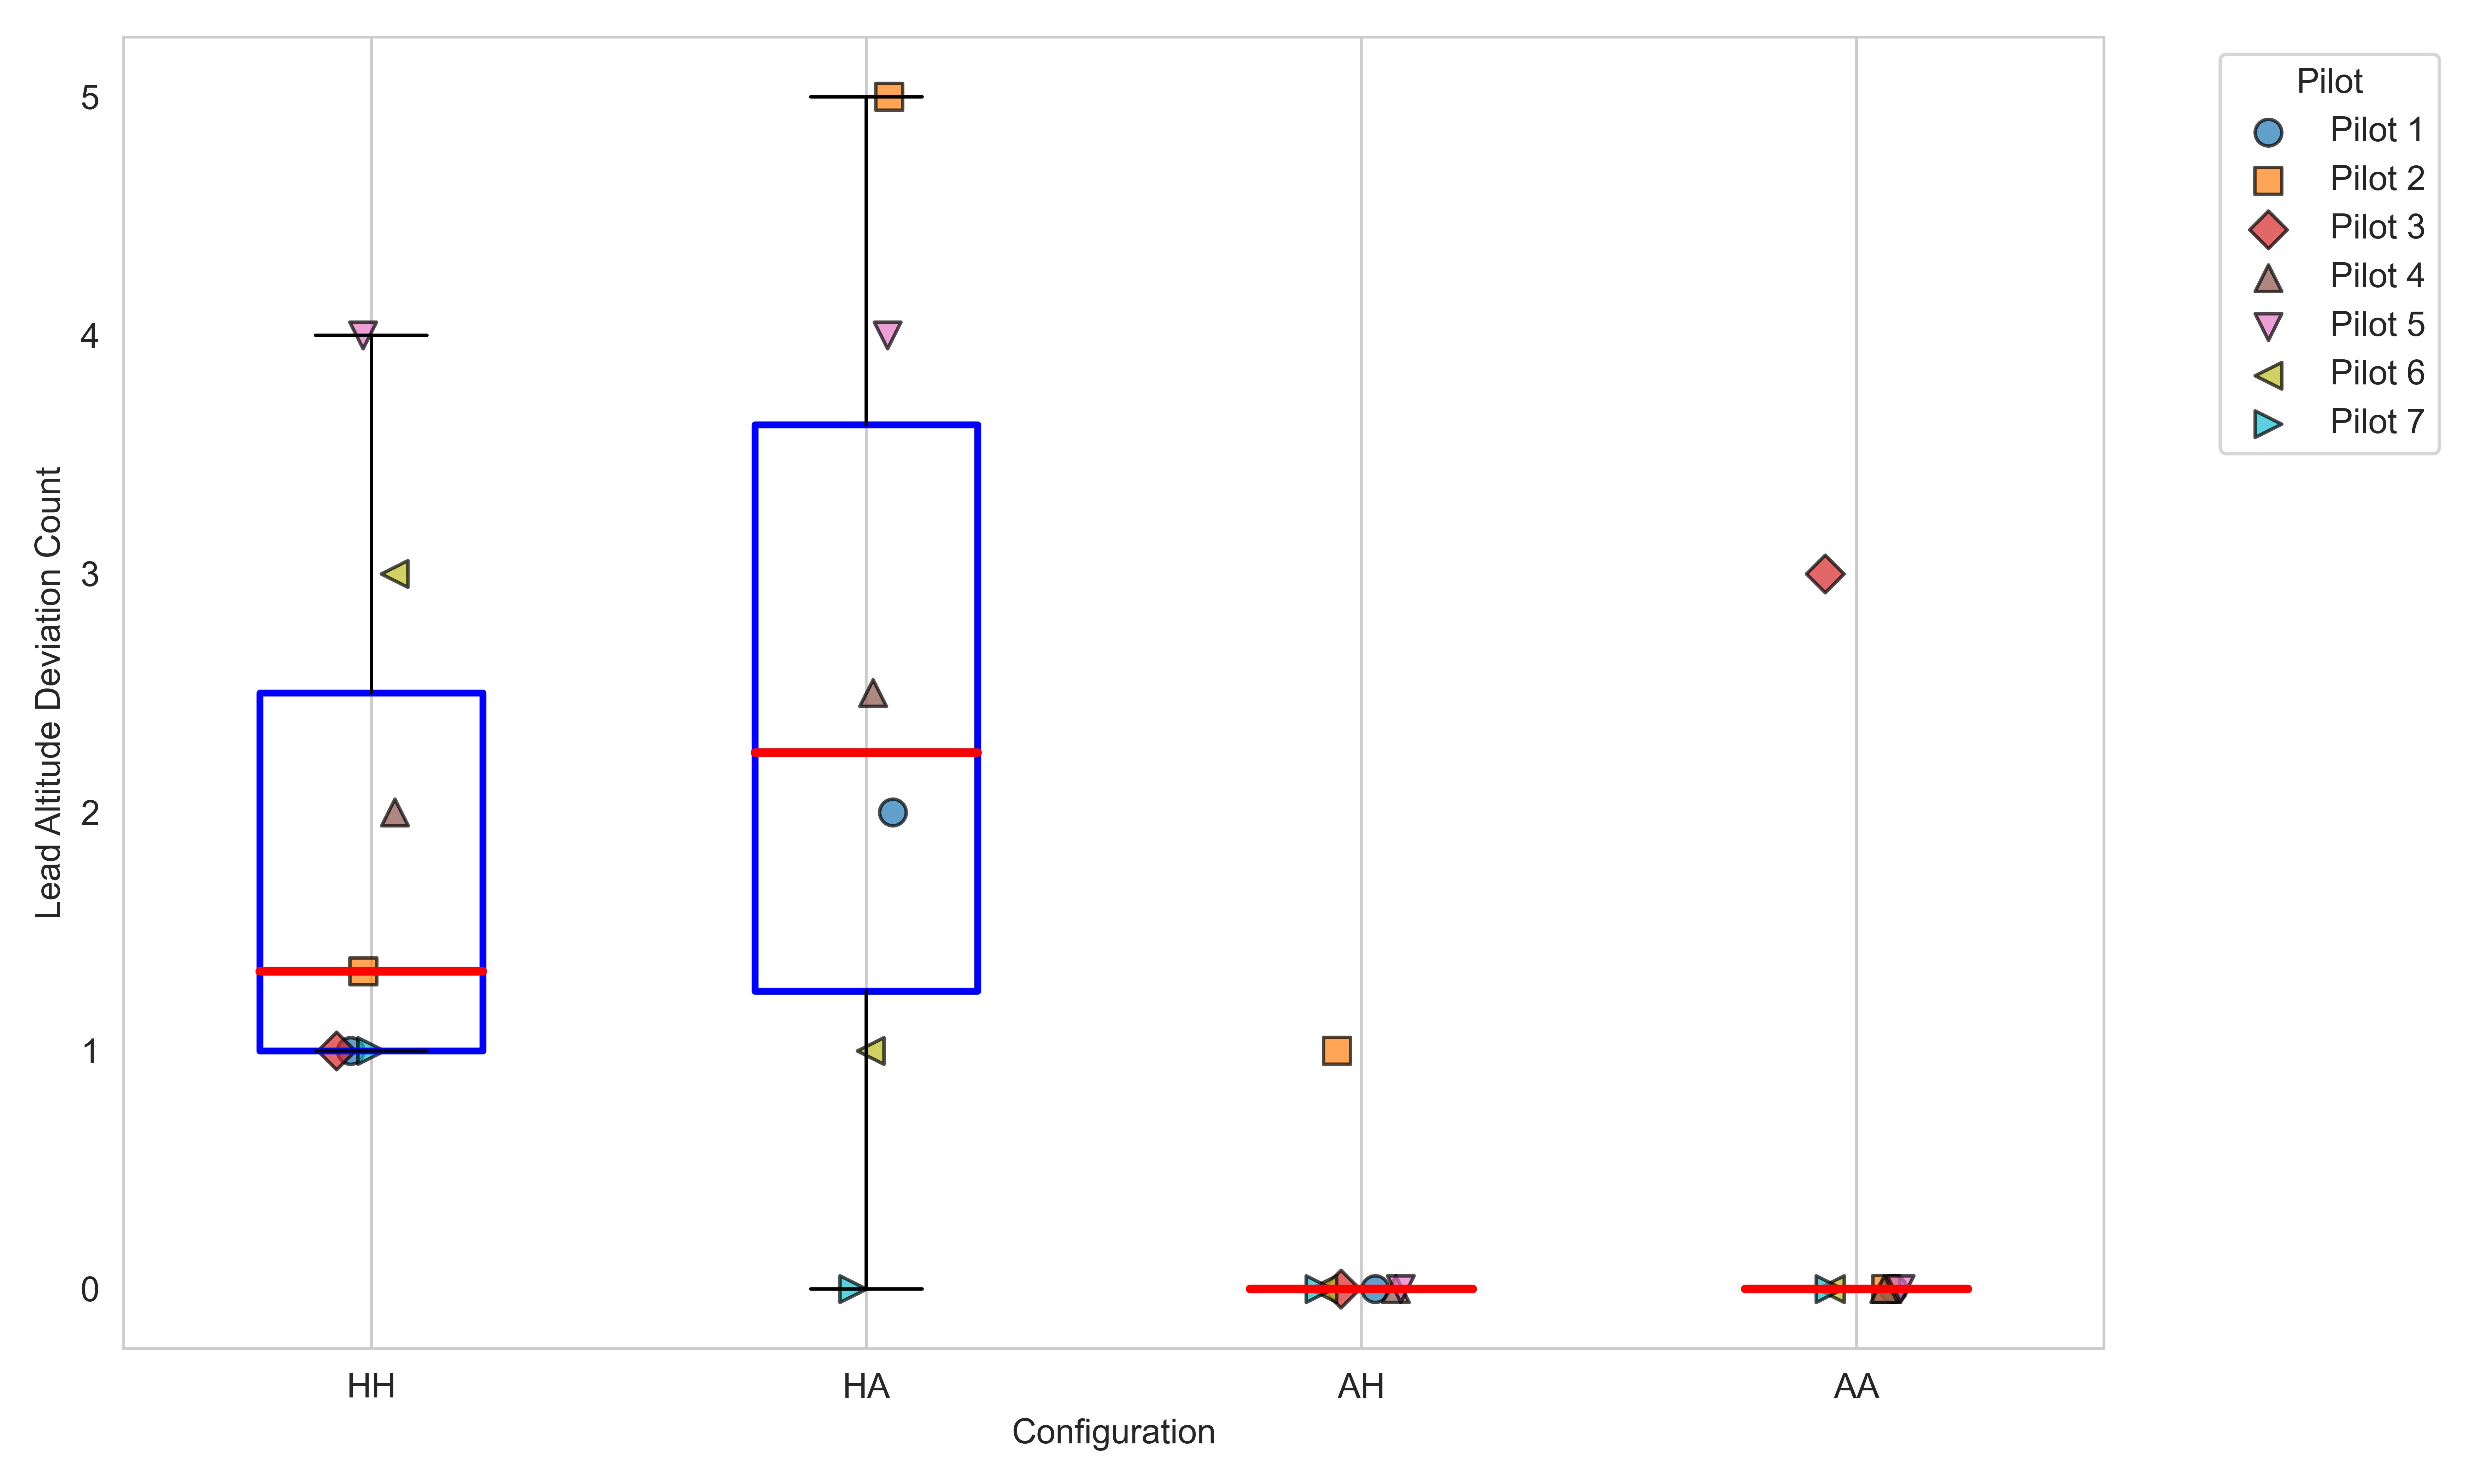 Pilot
Pilot 1
Pilot 2
Pilot 3
Pilot 4
Pilot 5
Pilot 6
Pilot 7
Lead Altitude Deviation Count
5
4
3
2
1
0
HH HA AH AA
Configuration